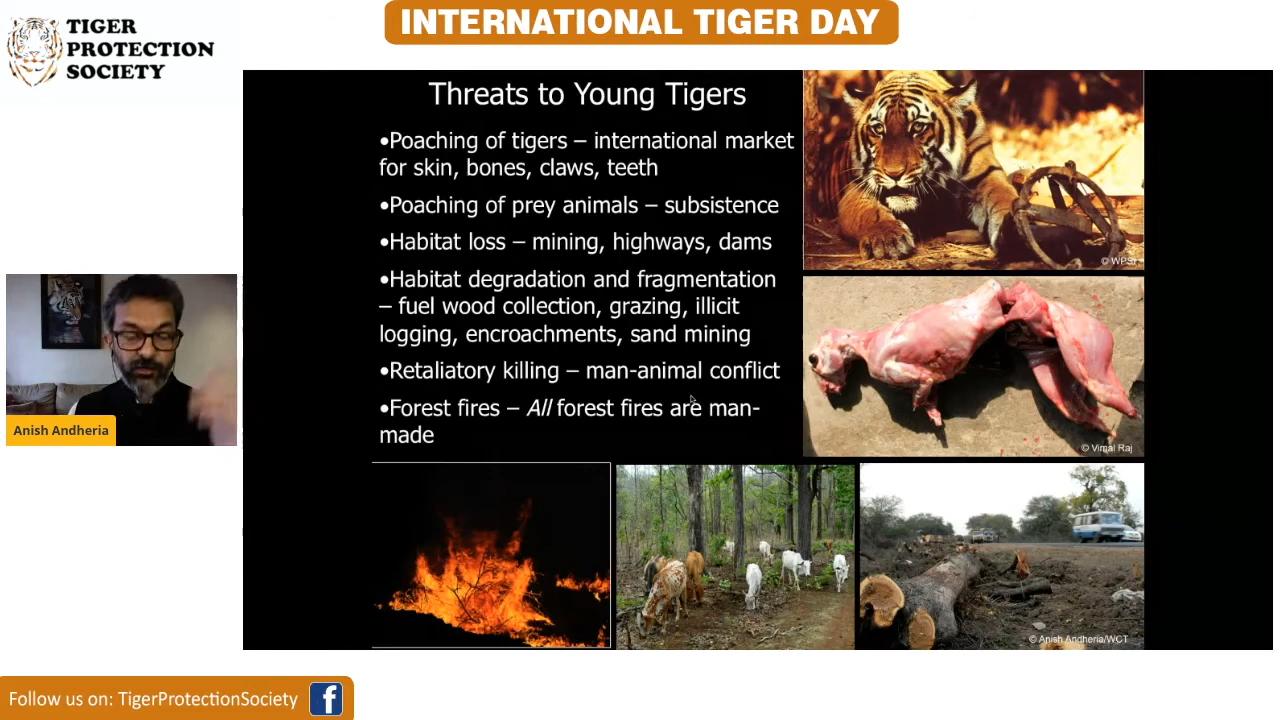 INTERNATIONAL TIGER DAY
TIGER
PROTECTION
SOCIETY
Threats to Young Tigers
•Poaching of tigers – international market
for skin, bones, claws, teeth
•Poaching of prey animals – subsistence
•Habitat loss – mining, highways, dams
•Habitat degradation and fragmentation
– fuel wood collection, grazing, illicit
logging, encroachments, sand mining
•Retaliatory killing – man-animal conflict
•Forest fires – All forest fires are man-
made
© WPSI
© Vimal Raj
© Anish Andheria/WCT
Anish Andheria
Follow us on: TigerProtectionSociety f